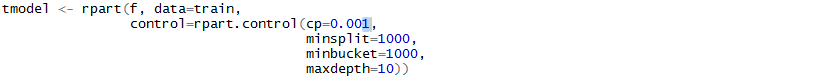 tmodel <- rpart(f, data=train,
control=rpart.control(cp=0.001,
minsplit=1000,
minbucket=1000,
maxdepth=10))